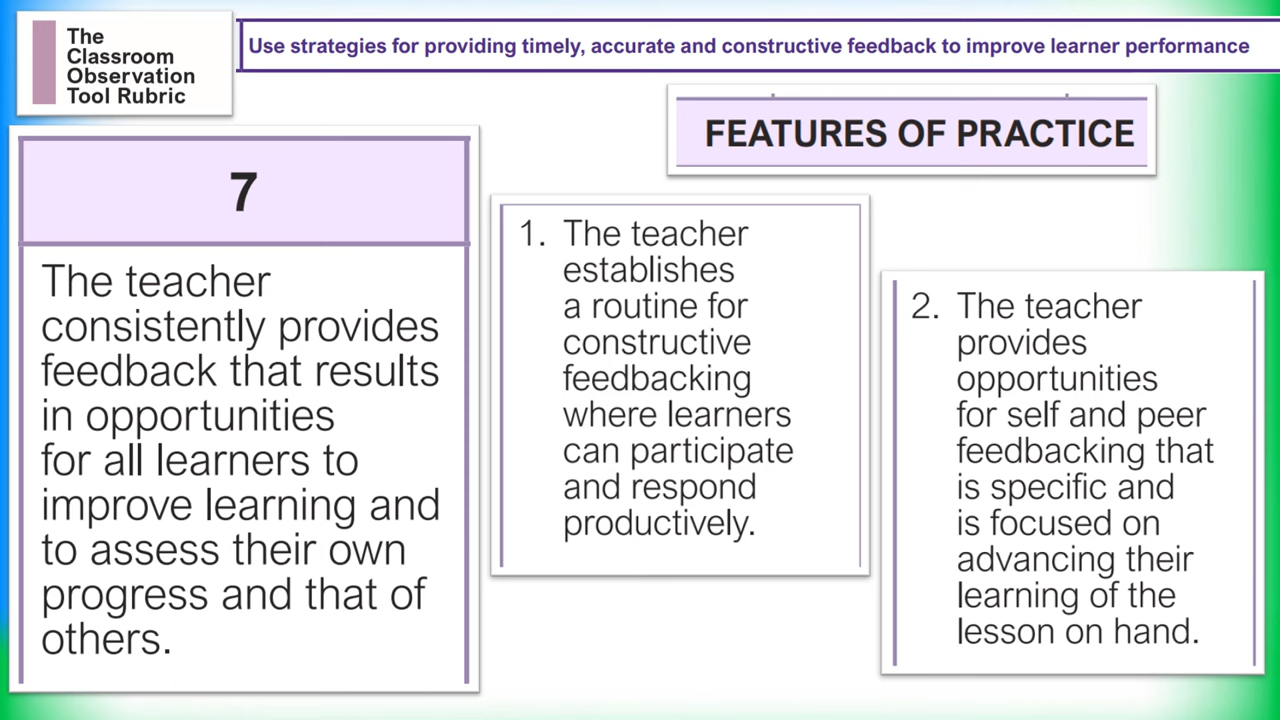 The
Classroom
Observation
Tool Rubric
Use strategies for providing timely, accurate and constructive feedback to improve learner performance
FEATURES OF PRACTICE
7
The teacher
consistently provides
feedback that results
in opportunities
for all learners to
improve learning and
to assess their own
progress and that of
others.
1. The teacher
establishes
a routine for
constructive
feedbacking
where learners
can participate
and respond
productively.
2. The teacher
provides
opportunities
for self and peer
feedbacking that
is specific and
is focused on
advancing their
learning of the
lesson on hand.